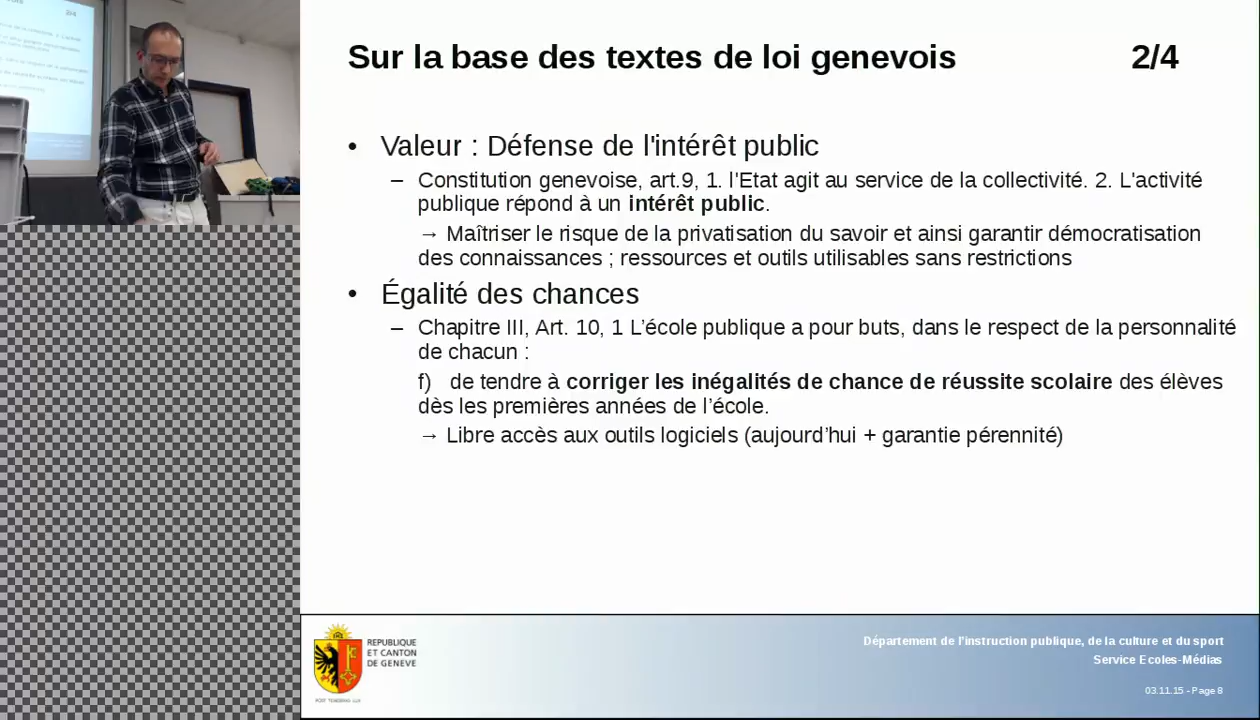 Sur la base des textes de loi genevois 2/4
• Valeur : Défense de l'intérêt public
– Constitution genevoise, art.9, 1. l'Etat agit au service de la collectivité. 2. L'activité
publique répond à un intérêt public.
→ Maîtriser le risque de la privatisation du savoir et ainsi garantir démocratisation
des connaissances ; ressources et outils utilisables sans restrictions
• Égalité des chances
– Chapitre III, Art. 10, 1 L’école publique a pour buts, dans le respect de la personnalité
de chacun :
f) de tendre à corriger les inégalités de chance de réussite scolaire des élèves
dès les premières années de l’école.
→ Libre accès aux outils logiciels (aujourd’hui + garantie pérennité)
REPUBLIQUE
ET CANTON
DE GENEVE
POST TENEBRAS LUX
Département de l'instruction publique, de la culture et du sport
Service Ecoles-Médias
03.11.15 - Page 8